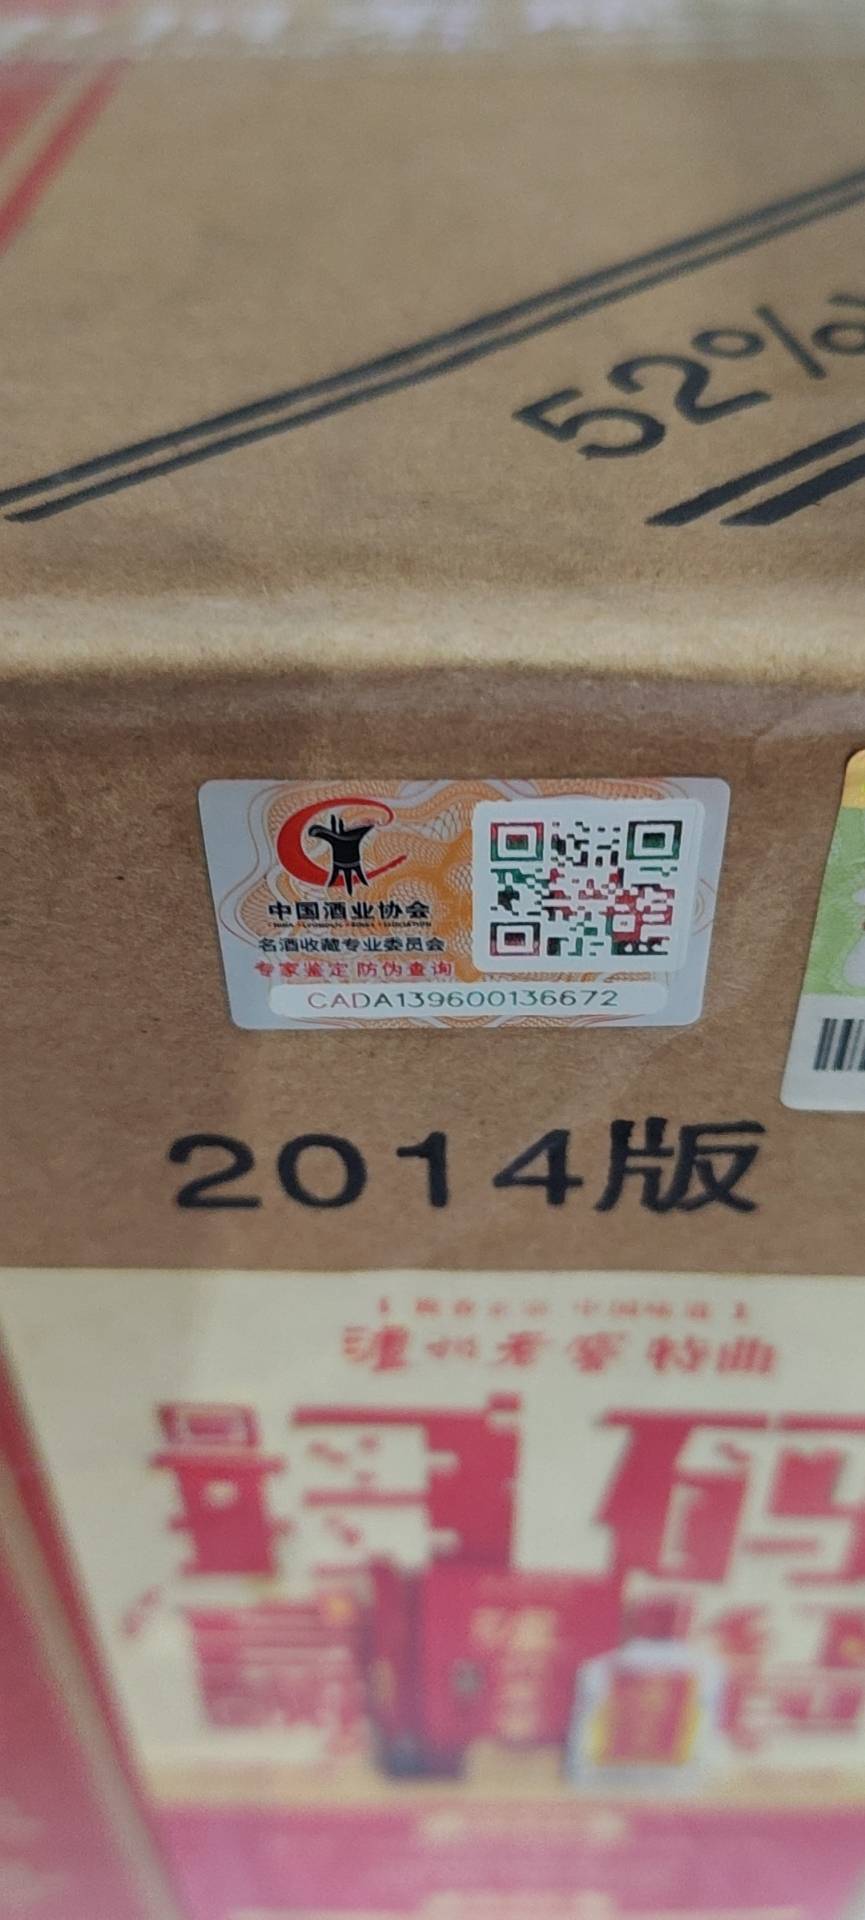 52%
中国酒业协会
名酒收藏专业委员会
专家鉴定 防伪查询
CADA139600136672
2014版
泸州老窖 特曲